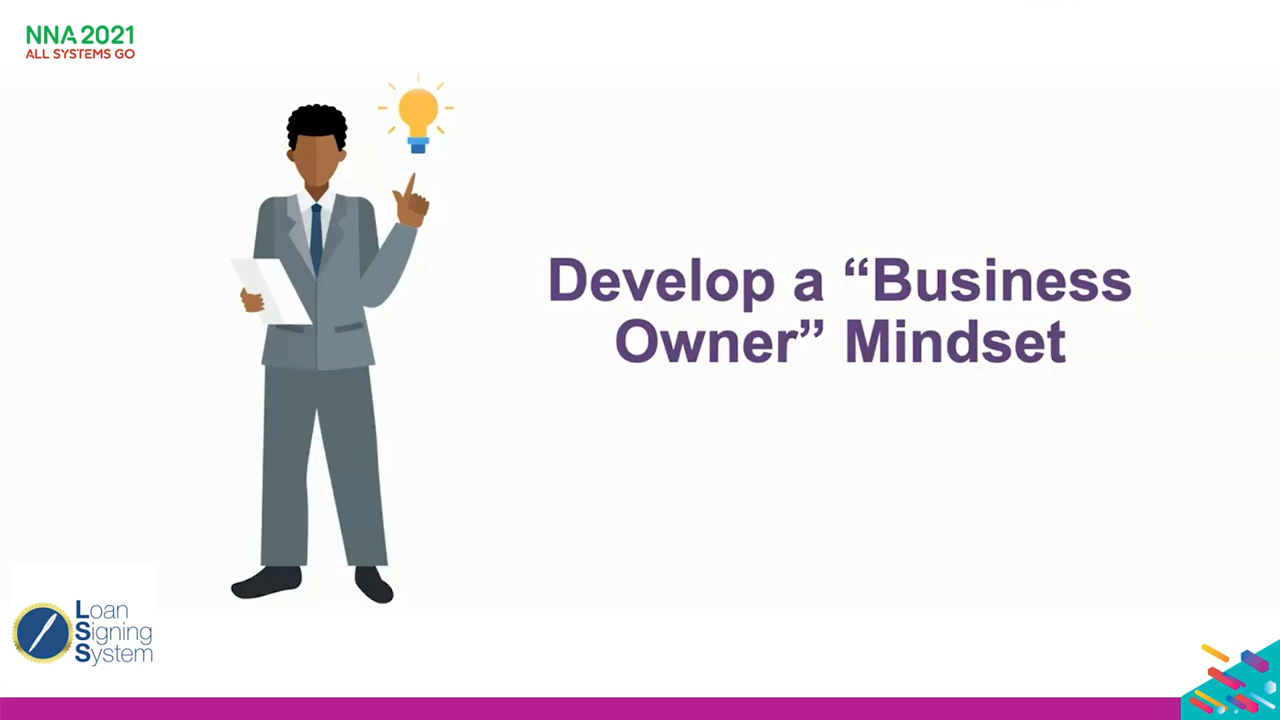 NNA 2021
ALL SYSTEMS GO
Develop a “Business
Owner” Mindset
Loan
Signing
System